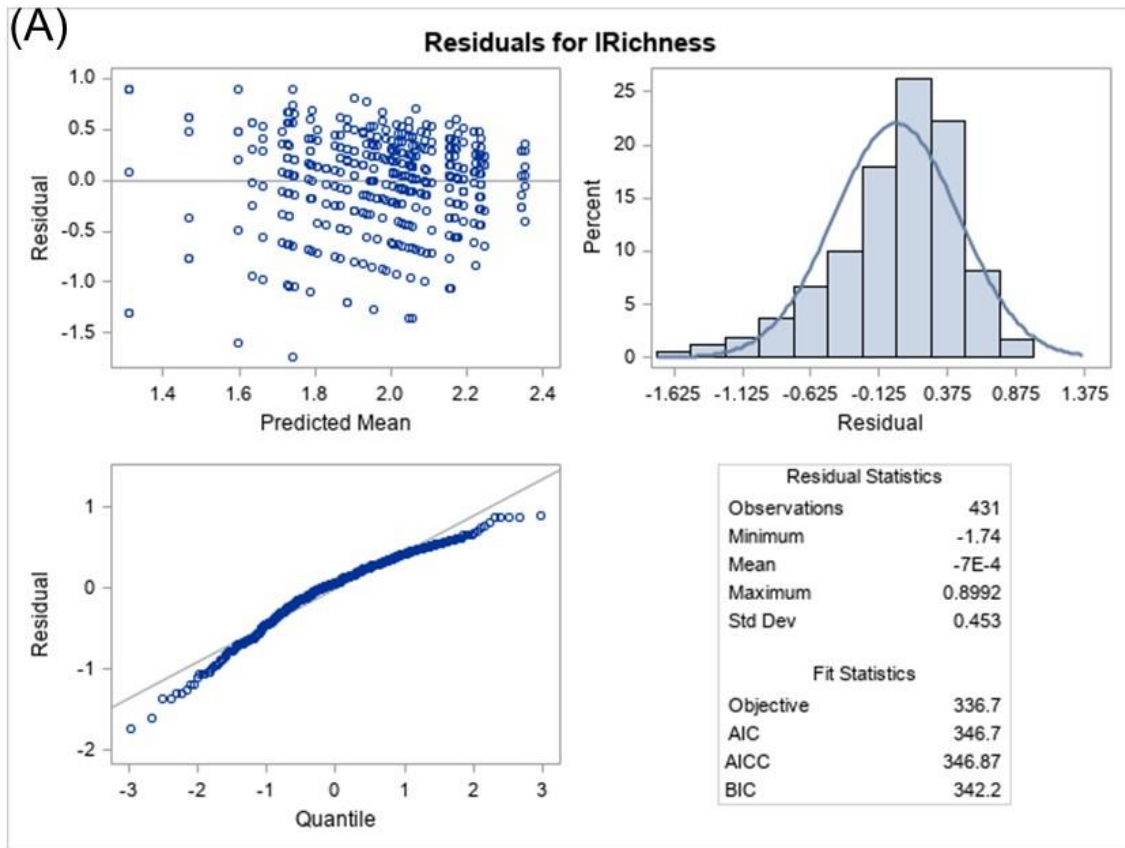 (A)
Residuals for lRichness
1.0
0.5
0.0
-0.5
-1.0
-1.5
Residual
1.4 1.6 1.8 2.0 2.2 2.4
Predicted Mean
25
20
15
10
5
0
Percent
-1.625 -1.125 -0.625 -0.125 0.375 0.875 1.375
Residual
1
0
-1
-2
Residual
-3 -2 -1 0 1 2 3
Quantile
Residual Statistics
Observations 431
Minimum -1.74
Mean -7E-4
Maximum 0.8992
Std Dev 0.453
Fit Statistics
Objective 336.7
AIC 346.7
AICC 346.87
BIC 342.2